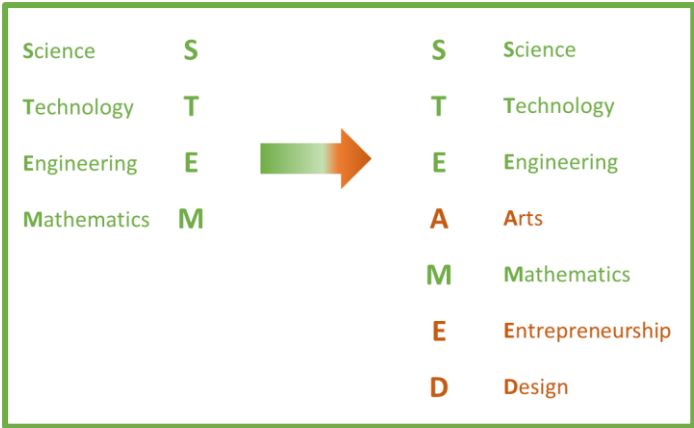 Science S
Technology T
Engineering E
Mathematics M
S Science
T Technology
E Engineering
A Arts
M Mathematics
E Entrepreneurship
D Design